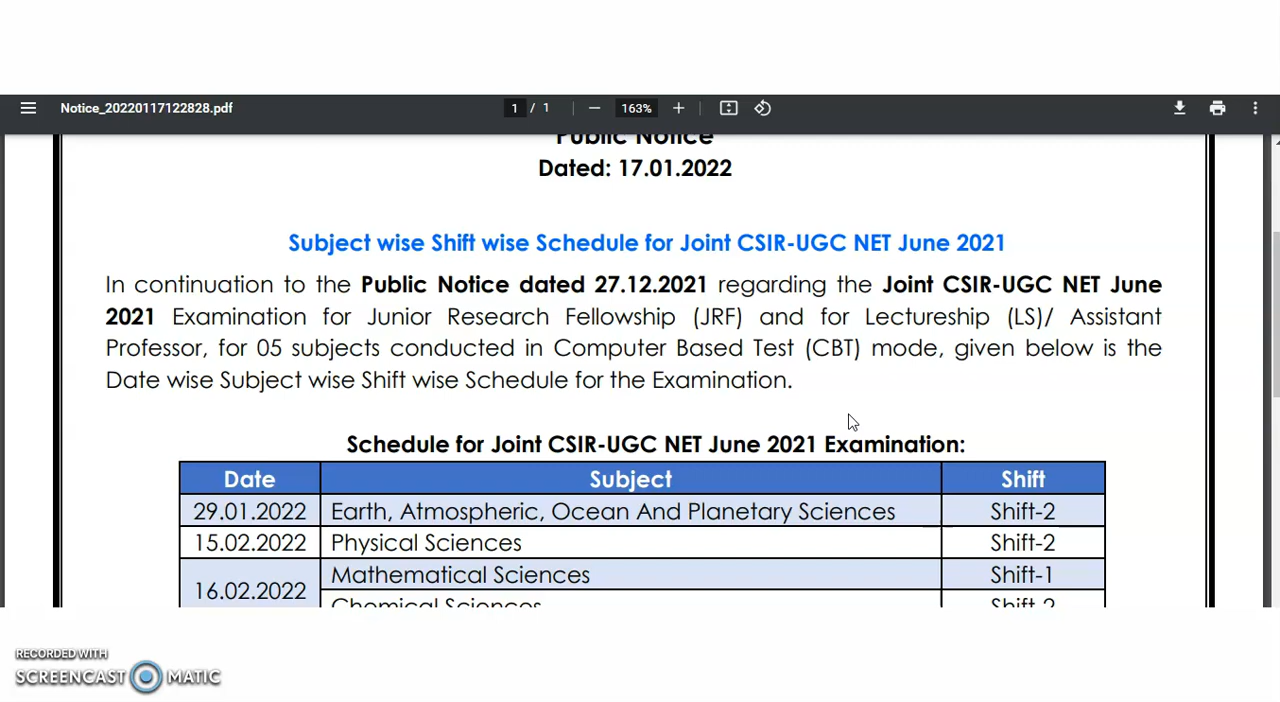 Notice_20220117122828.pdf
1 / 1
163%
Public Notice
Dated: 17.01.2022
Subject wise Shift wise Schedule for Joint CSIR-UGC NET June 2021
In continuation to the Public Notice dated 27.12.2021 regarding the Joint CSIR-UGC NET June
2021 Examination for Junior Research Fellowship (JRF) and for Lectureship (LS)/ Assistant
Professor, for 05 subjects conducted in Computer Based Test (CBT) mode, given below is the
Date wise Subject wise Shift wise Schedule for the Examination.
Schedule for Joint CSIR-UGC NET June 2021 Examination:
Date Subject Shift
29.01.2022 Earth, Atmospheric, Ocean And Planetary Sciences Shift-2
15.02.2022 Physical Sciences Shift-2
16.02.2022 Mathematical Sciences Shift-1
Chemical Sciences Shift-2
RECORDED WITH
SCREENCAST MATIC